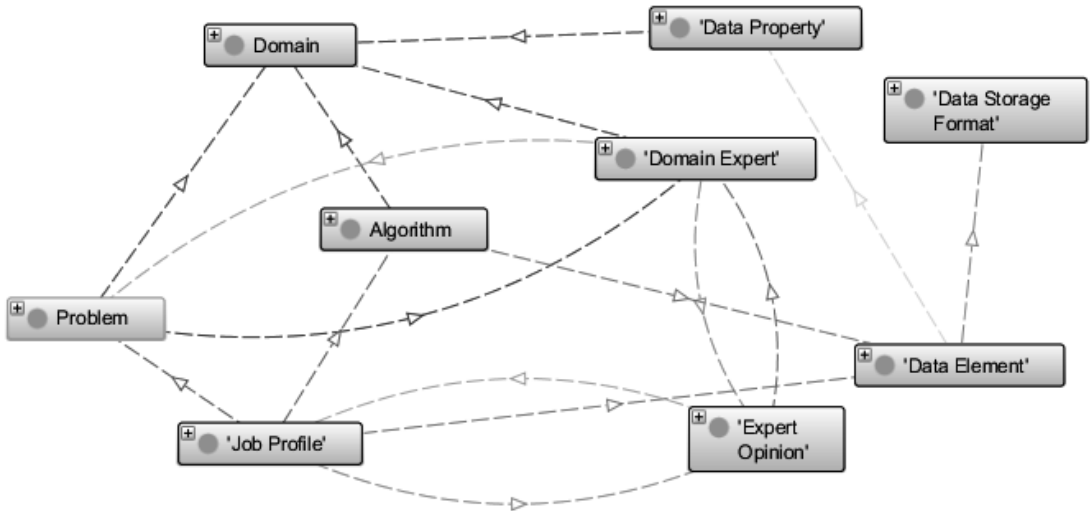 Domain
'Data Property'
'Data Storage
Format'
'Domain Expert'
Algorithm
Problem
'Data Element'
'Job Profile'
'Expert
Opinion'